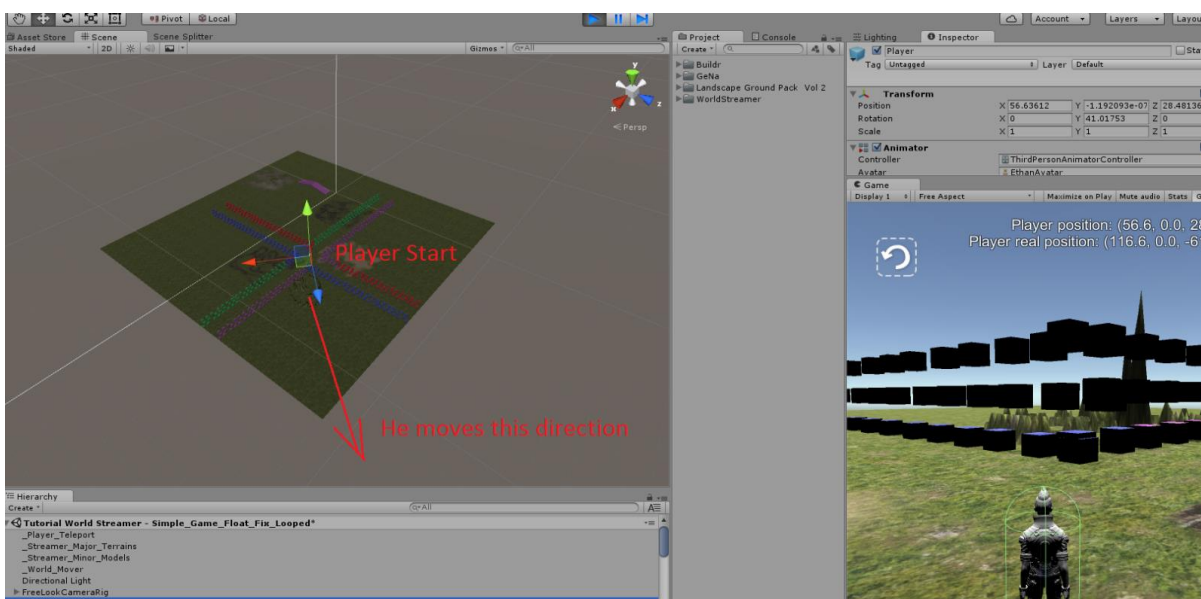 Pivot Local
Account Layers Layou
Asset Store Scene Scene Splitter
Shaded 2D Gizmos All
y
x
z
Persp
Player Start
He moves this direction
Hierarchy
Create All
Tutorial World Streamer - Simple_Game_Float_Fix_Looped*
_Player_Teleport
_Streamer_Major_Terrains
_Streamer_Minor_Models
_World_Mover
Directional Light
FreeLookCameraRig
Project Console
Create
Buildr
GeNa
Landscape Ground Pack Vol 2
WorldStreamer
Lighting Inspector
Player Sta
Tag Untagged Layer Default
Transform
Position X 56.63612 Y -1.192093e-07 Z 28.48136
Rotation X 0 Y 41.01753 Z 0
Scale X 1 Y 1 Z 1
Animator
Controller ThirdPersonAnimatorController
Avatar EthanAvatar
Game
Display 1 Free Aspect Maximize on Play Mute audio Stats G
Player position: (56.6, 0.0, 28
Player real position: (116.6, 0.0, -6